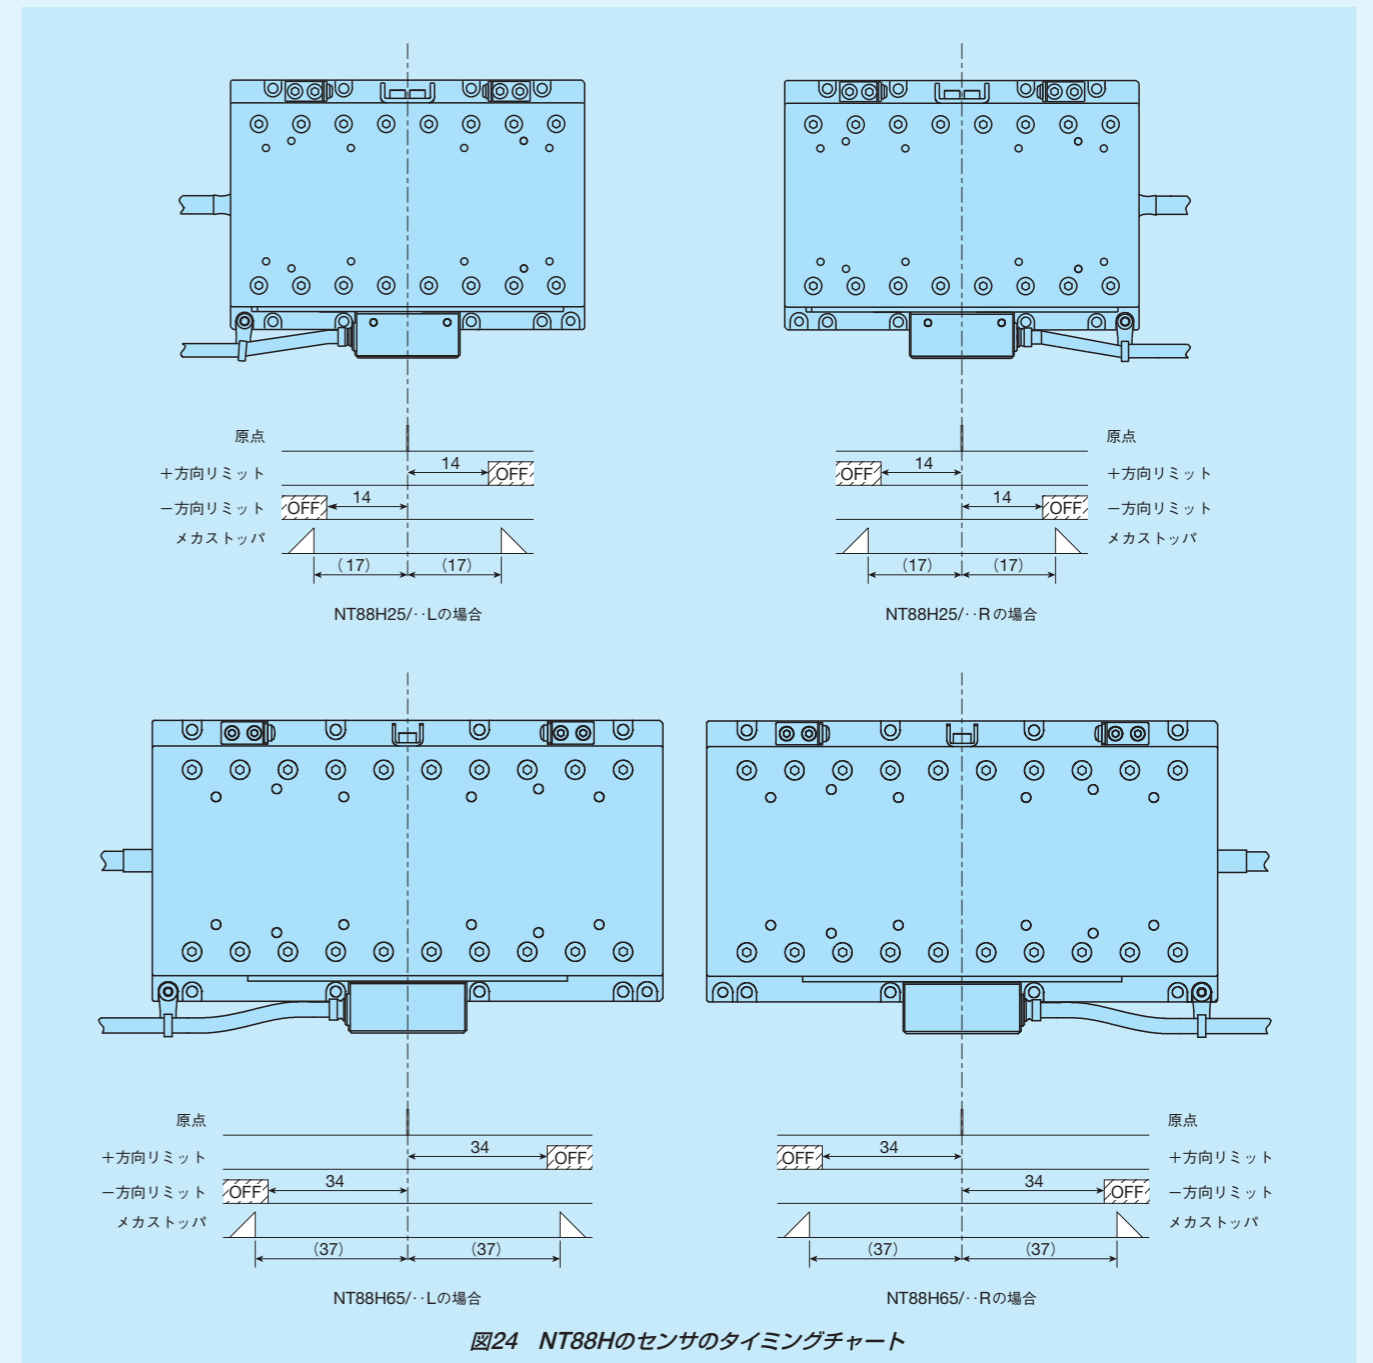 原点
+方向リミット
14
OFF
−方向リミット
OFF
14
メカストッパ
(17)
(17)
NT88H25/‥Lの場合
原点
OFF
14
+方向リミット
14
OFF
−方向リミット
メカストッパ
(17)
(17)
NT88H25/‥Rの場合
原点
+方向リミット
34
OFF
−方向リミット
OFF
34
メカストッパ
(37)
(37)
NT88H65/‥Lの場合
原点
OFF
34
+方向リミット
34
OFF
−方向リミット
メカストッパ
(37)
(37)
NT88H65/‥Rの場合
図24 NT88Hのセンサのタイミングチャート